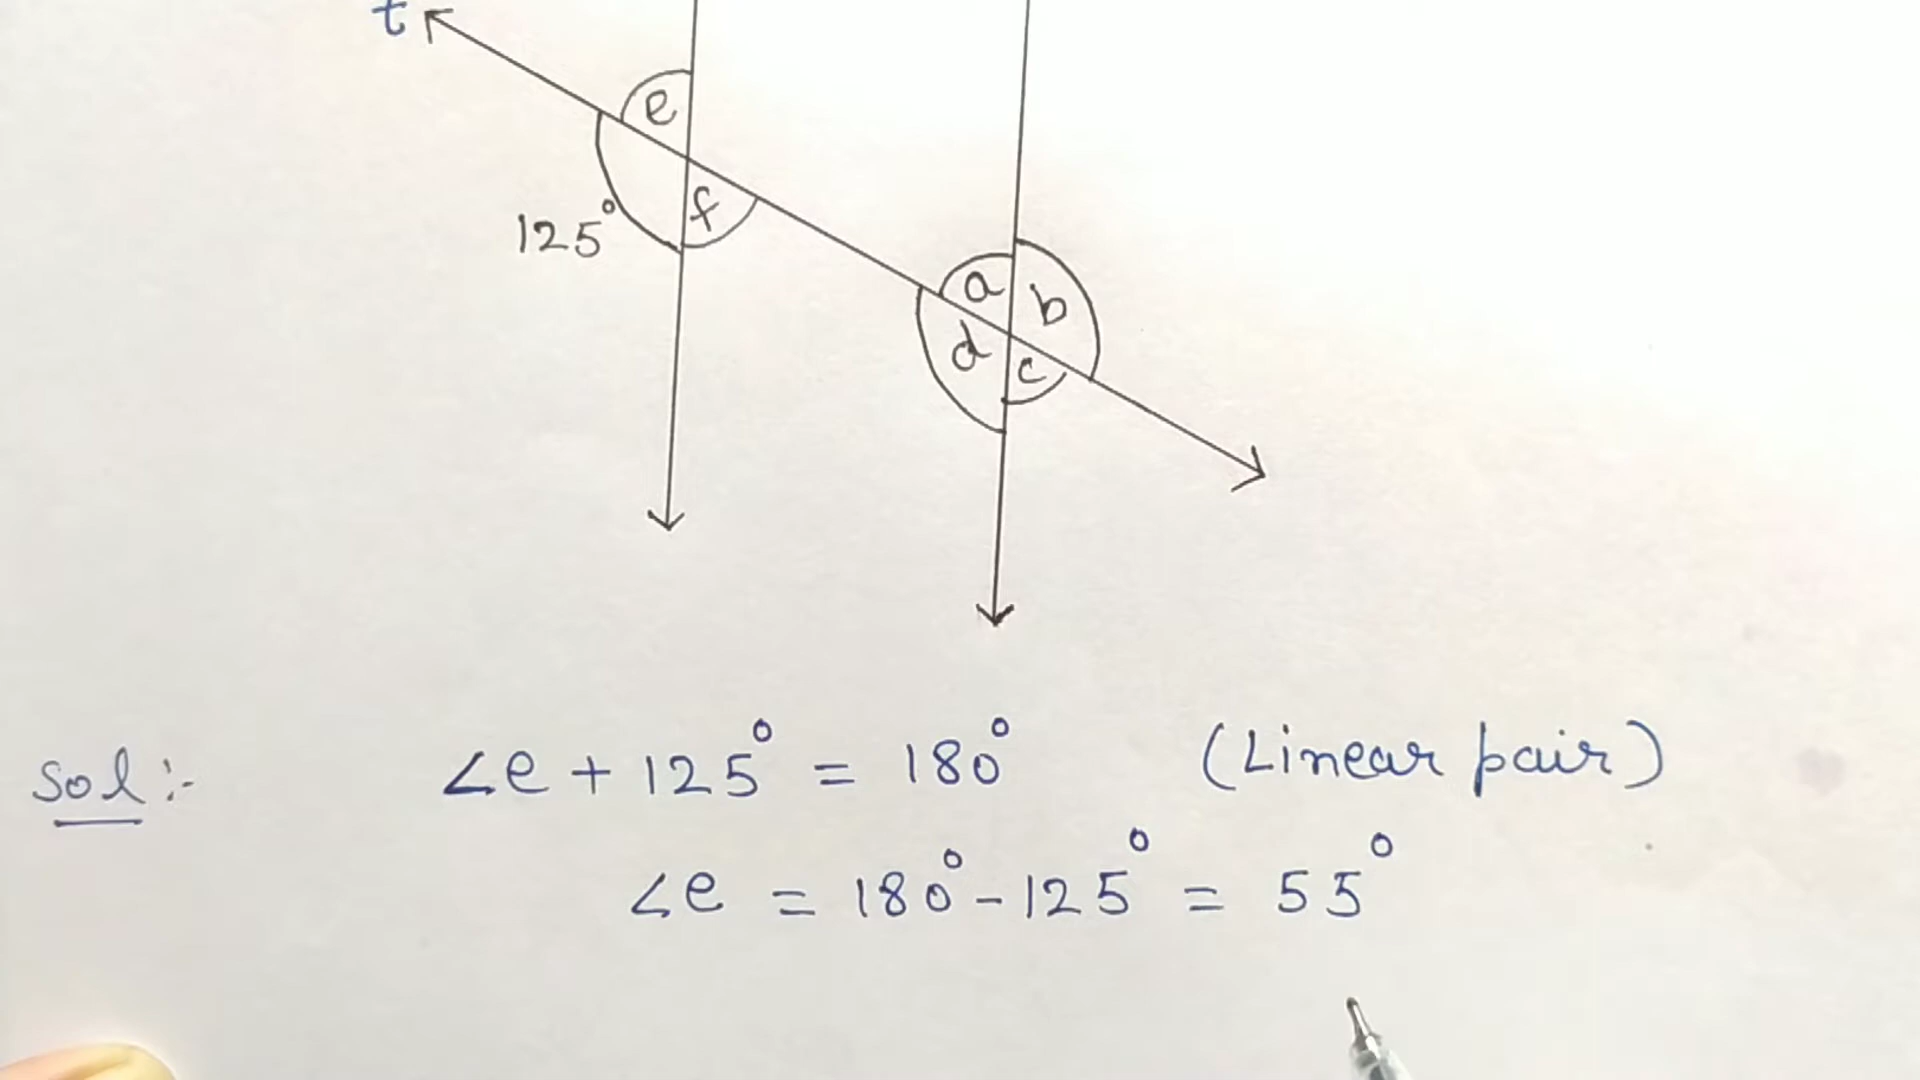 t
e
f
125°
a
b
d
c
Sol :- ∠e + 125° = 180° (Linear pair)
∠e = 180° - 125° = 55°